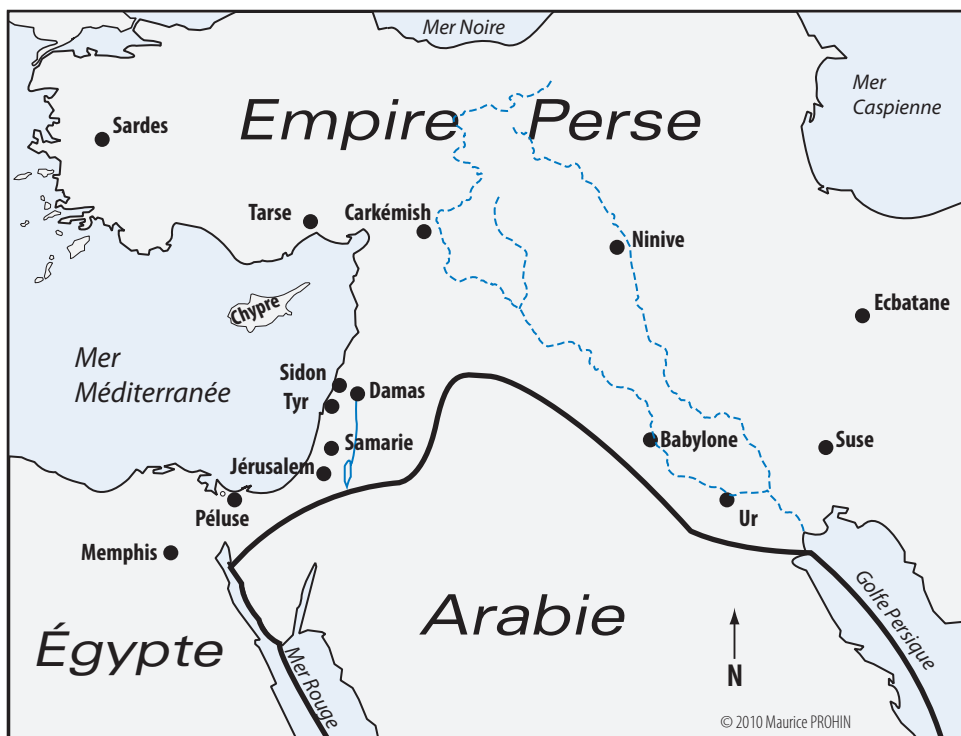 Mer Noire
Mer
Caspienne
Empire Perse
Sardes
Tarse
Carkémish
Ninive
Ecbatane
Chypre
Mer
Méditerranée
Sidon
Damas
Tyr
Samarie
Babylone
Suse
Jérusalem
Péluse
Ur
Memphis
Arabie
Égypte
Mer Rouge
Golfe Persique
N
© 2010 Maurice PROHIN